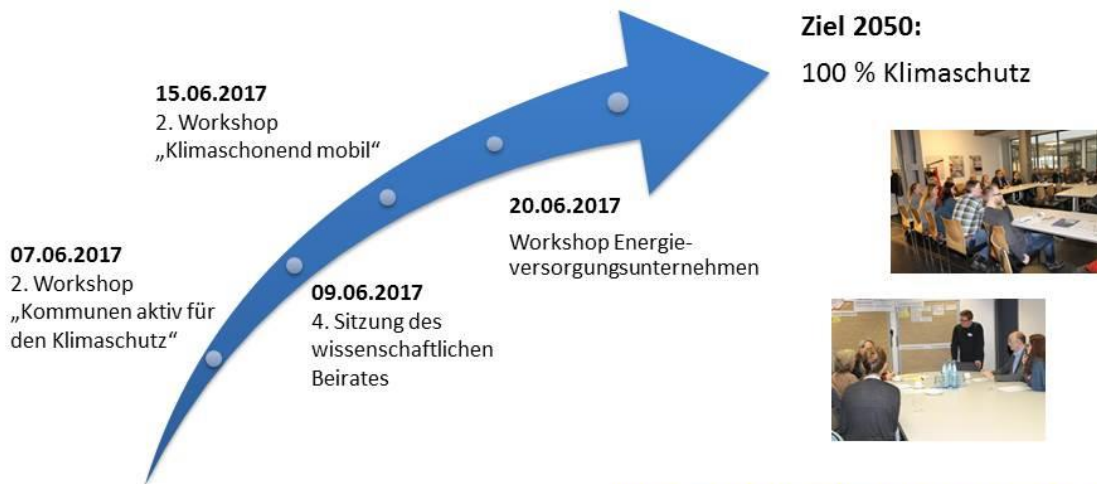 Ziel 2050:
100 % Klimaschutz
15.06.2017
2. Workshop
„Klimaschonend mobil“
20.06.2017
Workshop Energie-
versorgungsunternehmen
07.06.2017
2. Workshop
„Kommunen aktiv für
den Klimaschutz“
09.06.2017
4. Sitzung des
wissenschaftlichen
Beirates